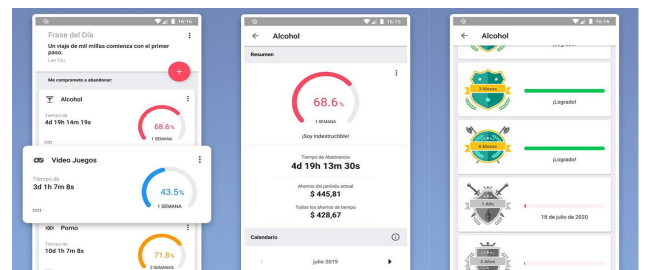 16:16
Frase del Día
Un viaje de mil millas comienza con el primer
paso.
Lao Tzu
+
Me comprometo a abandonar:
Alcohol
Tiempo de
4d 19h 14m 19s
68.6%
1 SEMANA
Video Juegos
Tiempo de
3d 1h 7m 8s
43.5%
1 SEMANA
Porno
Tiempo de
10d 1h 7m 8s
71.8%
2 SEMANAS
16:15
Alcohol
Resumen
68.6%
1 SEMANA
¡Soy indestructible!
Tiempo de Abstinencia
4d 19h 13m 30s
Ahorros del período actual
$ 445,81
Todos los ahorros de tiempo
$ 428,67
Calendario
julio 2019
16:16
Alcohol
¡Logrado!
3 Meses
¡Logrado!
6 Meses
¡Logrado!
1 Año
18 de julio de 2020
5 Años